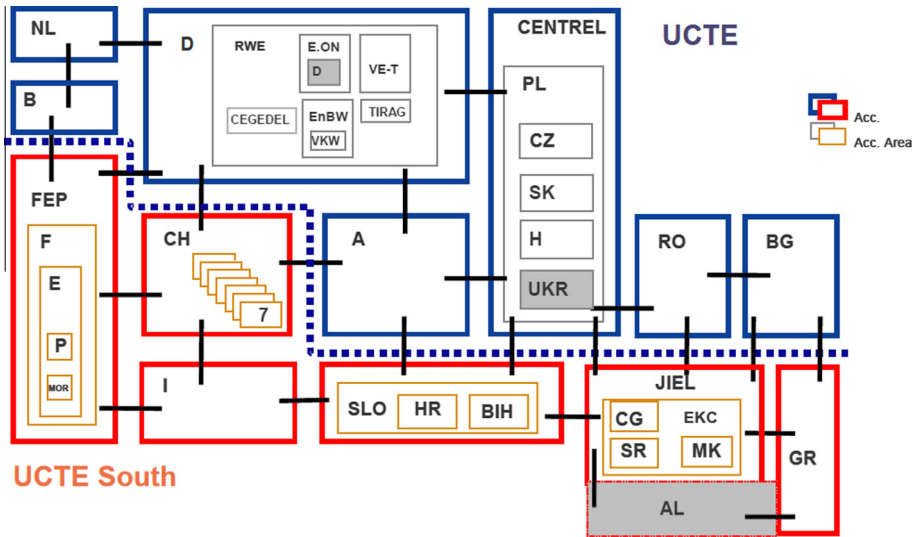 NL
D
RWE
E.ON
D
VE-T
CENTREL
UCTE
B
CEGEDEL
EnBW
VKW
TIRAG
PL
CZ
SK
H
UKR
Acc.
Acc. Area
FEP
F
E
P
MOR
CH
7
A
RO
BG
I
SLO
HR
BIH
JIEL
CG
EKC
SR
MK
GR
AL
UCTE South